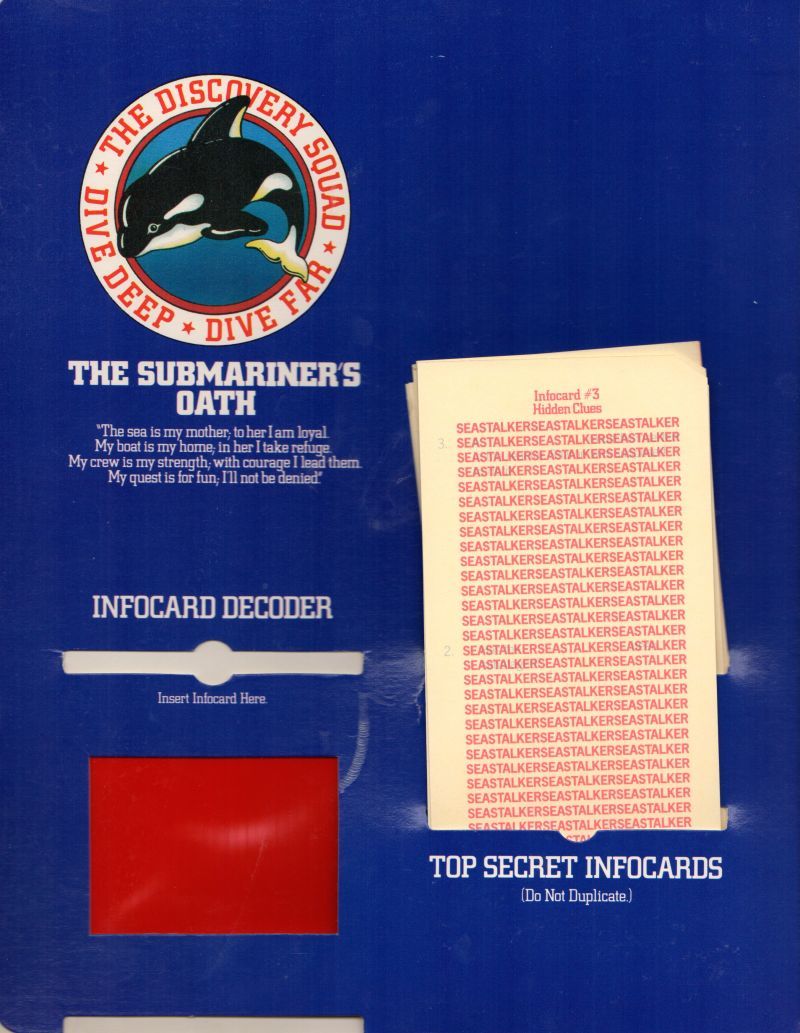 THE DISCOVERY SQUAD
DIVE DEEP ★ DIVE FAR
THE SUBMARINER'S
OATH
"The sea is my mother; to her I am loyal.
My boat is my home; in her I take refuge.
My crew is my strength; with courage I lead them.
My quest is for fun; I'll not be denied."
INFOCARD DECODER
Insert Infocard Here.
Infocard #3
Hidden Clues
SEASTALKERSEASTALKERSEASTALKER
3. SEASTALKERSEASTALKERSEASTALKER
SEASTALKERSEASTALKERSEASTALKER
SEASTALKERSEASTALKERSEASTALKER
SEASTALKERSEASTALKERSEASTALKER
SEASTALKERSEASTALKERSEASTALKER
SEASTALKERSEASTALKERSEASTALKER
SEASTALKERSEASTALKERSEASTALKER
SEASTALKERSEASTALKERSEASTALKER
SEASTALKERSEASTALKERSEASTALKER
SEASTALKERSEASTALKERSEASTALKER
SEASTALKERSEASTALKERSEASTALKER
SEASTALKERSEASTALKERSEASTALKER
SEASTALKERSEASTALKERSEASTALKER
SEASTALKERSEASTALKERSEASTALKER
2. SEASTALKERSEASTALKERSEASTALKER
SEASTALKERSEASTALKERSEASTALKER
SEASTALKERSEASTALKERSEASTALKER
SEASTALKERSEASTALKERSEASTALKER
SEASTALKERSEASTALKERSEASTALKER
SEASTALKERSEASTALKERSEASTALKER
SEASTALKERSEASTALKERSEASTALKER
SEASTALKERSEASTALKERSEASTALKER
SEASTALKERSEASTALKERSEASTALKER
SEASTALKERSEASTALKERSEASTALKER
SEASTALKERSEASTALKERSEASTALKER
SEASTALKERSEASTALKERSEASTALKER
SEASTALKERSEASTALKERSEASTALKER
TOP SECRET INFOCARDS
(Do Not Duplicate.)